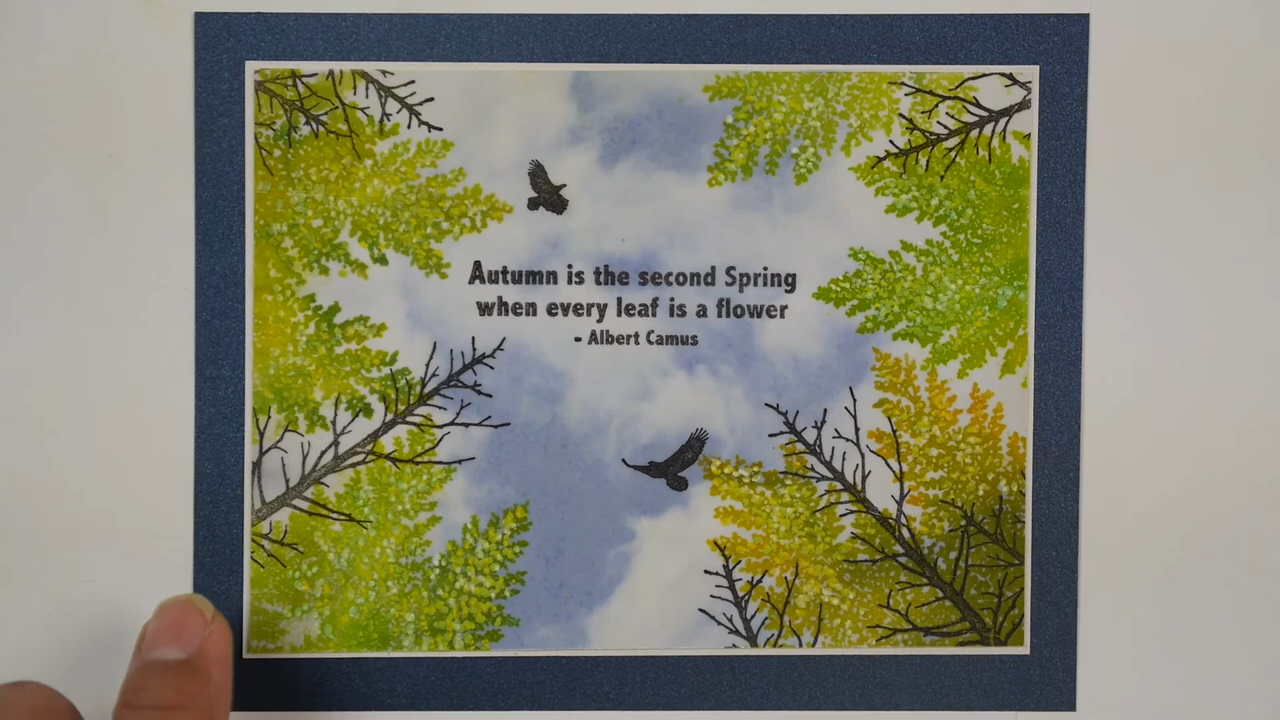 Autumn is the second Spring
when every leaf is a flower
- Albert Camus